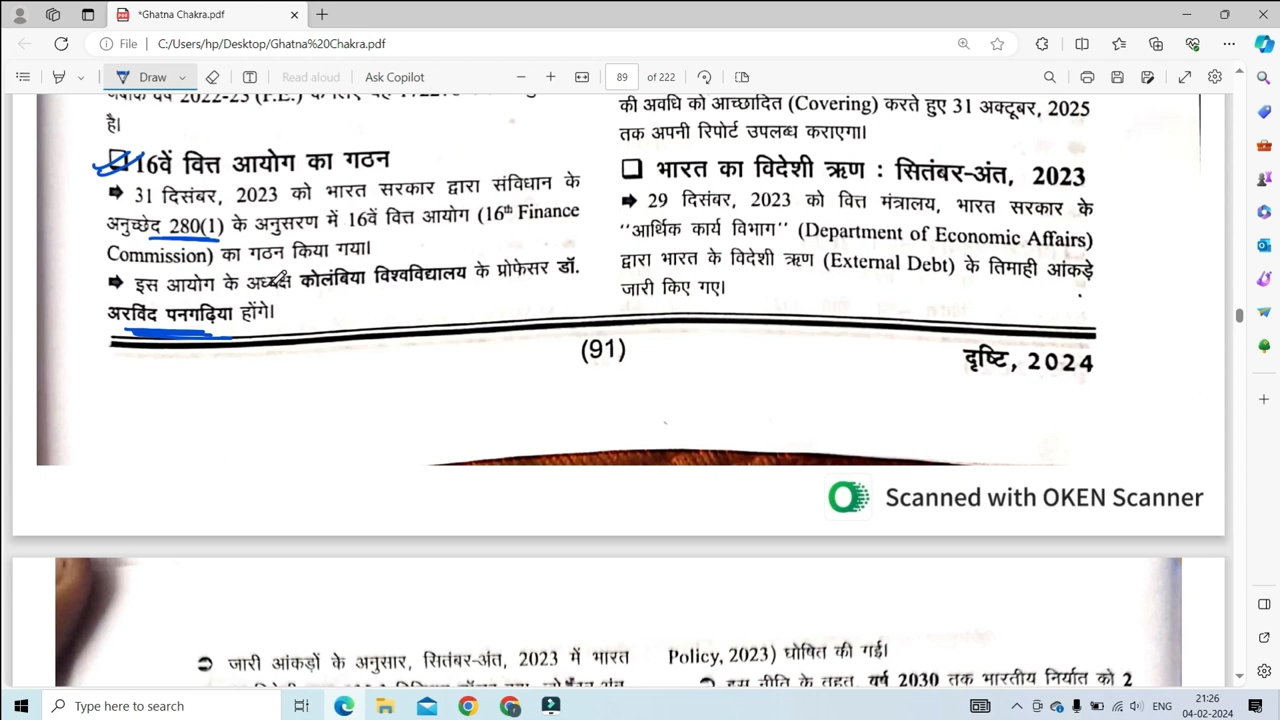 *Ghatna Chakra.pdf
File
C:/Users/hp/Desktop/Ghatna%20Chakra.pdf
Draw
Read aloud
Ask Copilot
89
of 222
जबकि वर्ष 2022-23 (P.E.) के लिए यह
है।
16वें वित्त आयोग का गठन
31 दिसंबर, 2023 को भारत सरकार द्वारा संविधान के
अनुच्छेद 280(1) के अनुसरण में 16वें वित्त आयोग (16th Finance
Commission) का गठन किया गया।
इस आयोग के अध्यक्ष कोलंबिया विश्वविद्यालय के प्रोफेसर डॉ.
अरविंद पनगढ़िया होंगे।
की अवधि को आच्छादित (Covering) करते हुए 31 अक्टूबर, 2025
तक अपनी रिपोर्ट उपलब्ध कराएगा।
भारत का विदेशी ऋण : सितंबर-अंत, 2023
29 दिसंबर, 2023 को वित्त मंत्रालय, भारत सरकार के
“आर्थिक कार्य विभाग” (Department of Economic Affairs)
द्वारा भारत के विदेशी ऋण (External Debt) के तिमाही आंकड़े
जारी किए गए।
(91)
दृष्टि, 2024
Scanned with OKEN Scanner
जारी आंकड़ों के अनुसार, सितंबर-अंत, 2023 में भारत
Policy, 2023) घोषित की गई।
इस नीति के तहत, वर्ष 2030 तक भारतीय निर्यात को 2
Type here to search
ENG
21:26
04-02-2024